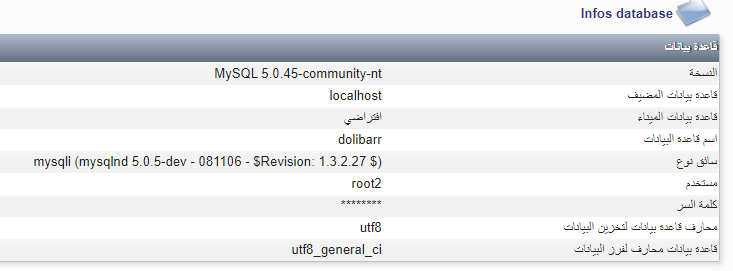 Infos database
قاعدة بيانات
النسخة MySQL 5.0.45-community-nt
قاعدة بيانات المضيف localhost
قاعدة بيانات الميناء افتراضي
اسم قاعدة البيانات dolibarr
سائق نوع mysqli (mysqlnd 5.0.5-dev - 081106 - $Revision: 1.3.2.27 $)
مستخدم root2
كلمة السر ********
محارف قاعدة بيانات لتخزين البيانات utf8
قاعدة بيانات محارف لفرز البيانات utf8_general_ci